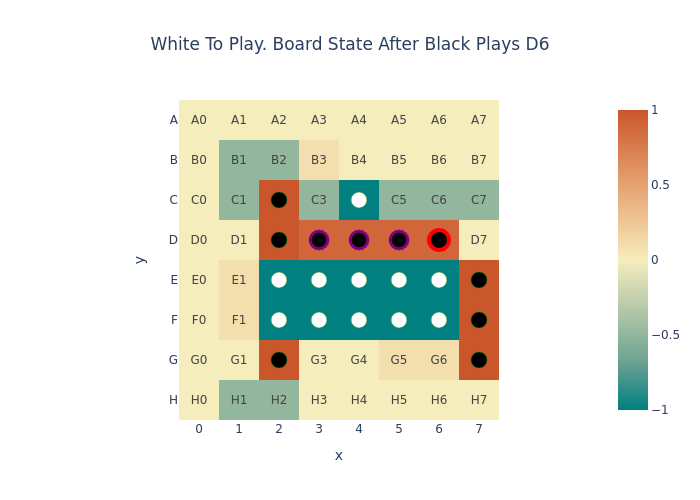 White To Play. Board State After Black Plays D6
A A0 A1 A2 A3 A4 A5 A6 A7 1
B B0 B1 B2 B3 B4 B5 B6 B7 0.5
C C0 C1 C3 C5 C6 C7
D D0 D1 D7
y 0
E E0 E1
F F0 F1 −0.5
G G0 G1 G3 G4 G5 G6
H H0 H1 H2 H3 H4 H5 H6 H7 −1
0 1 2 3 4 5 6 7
x